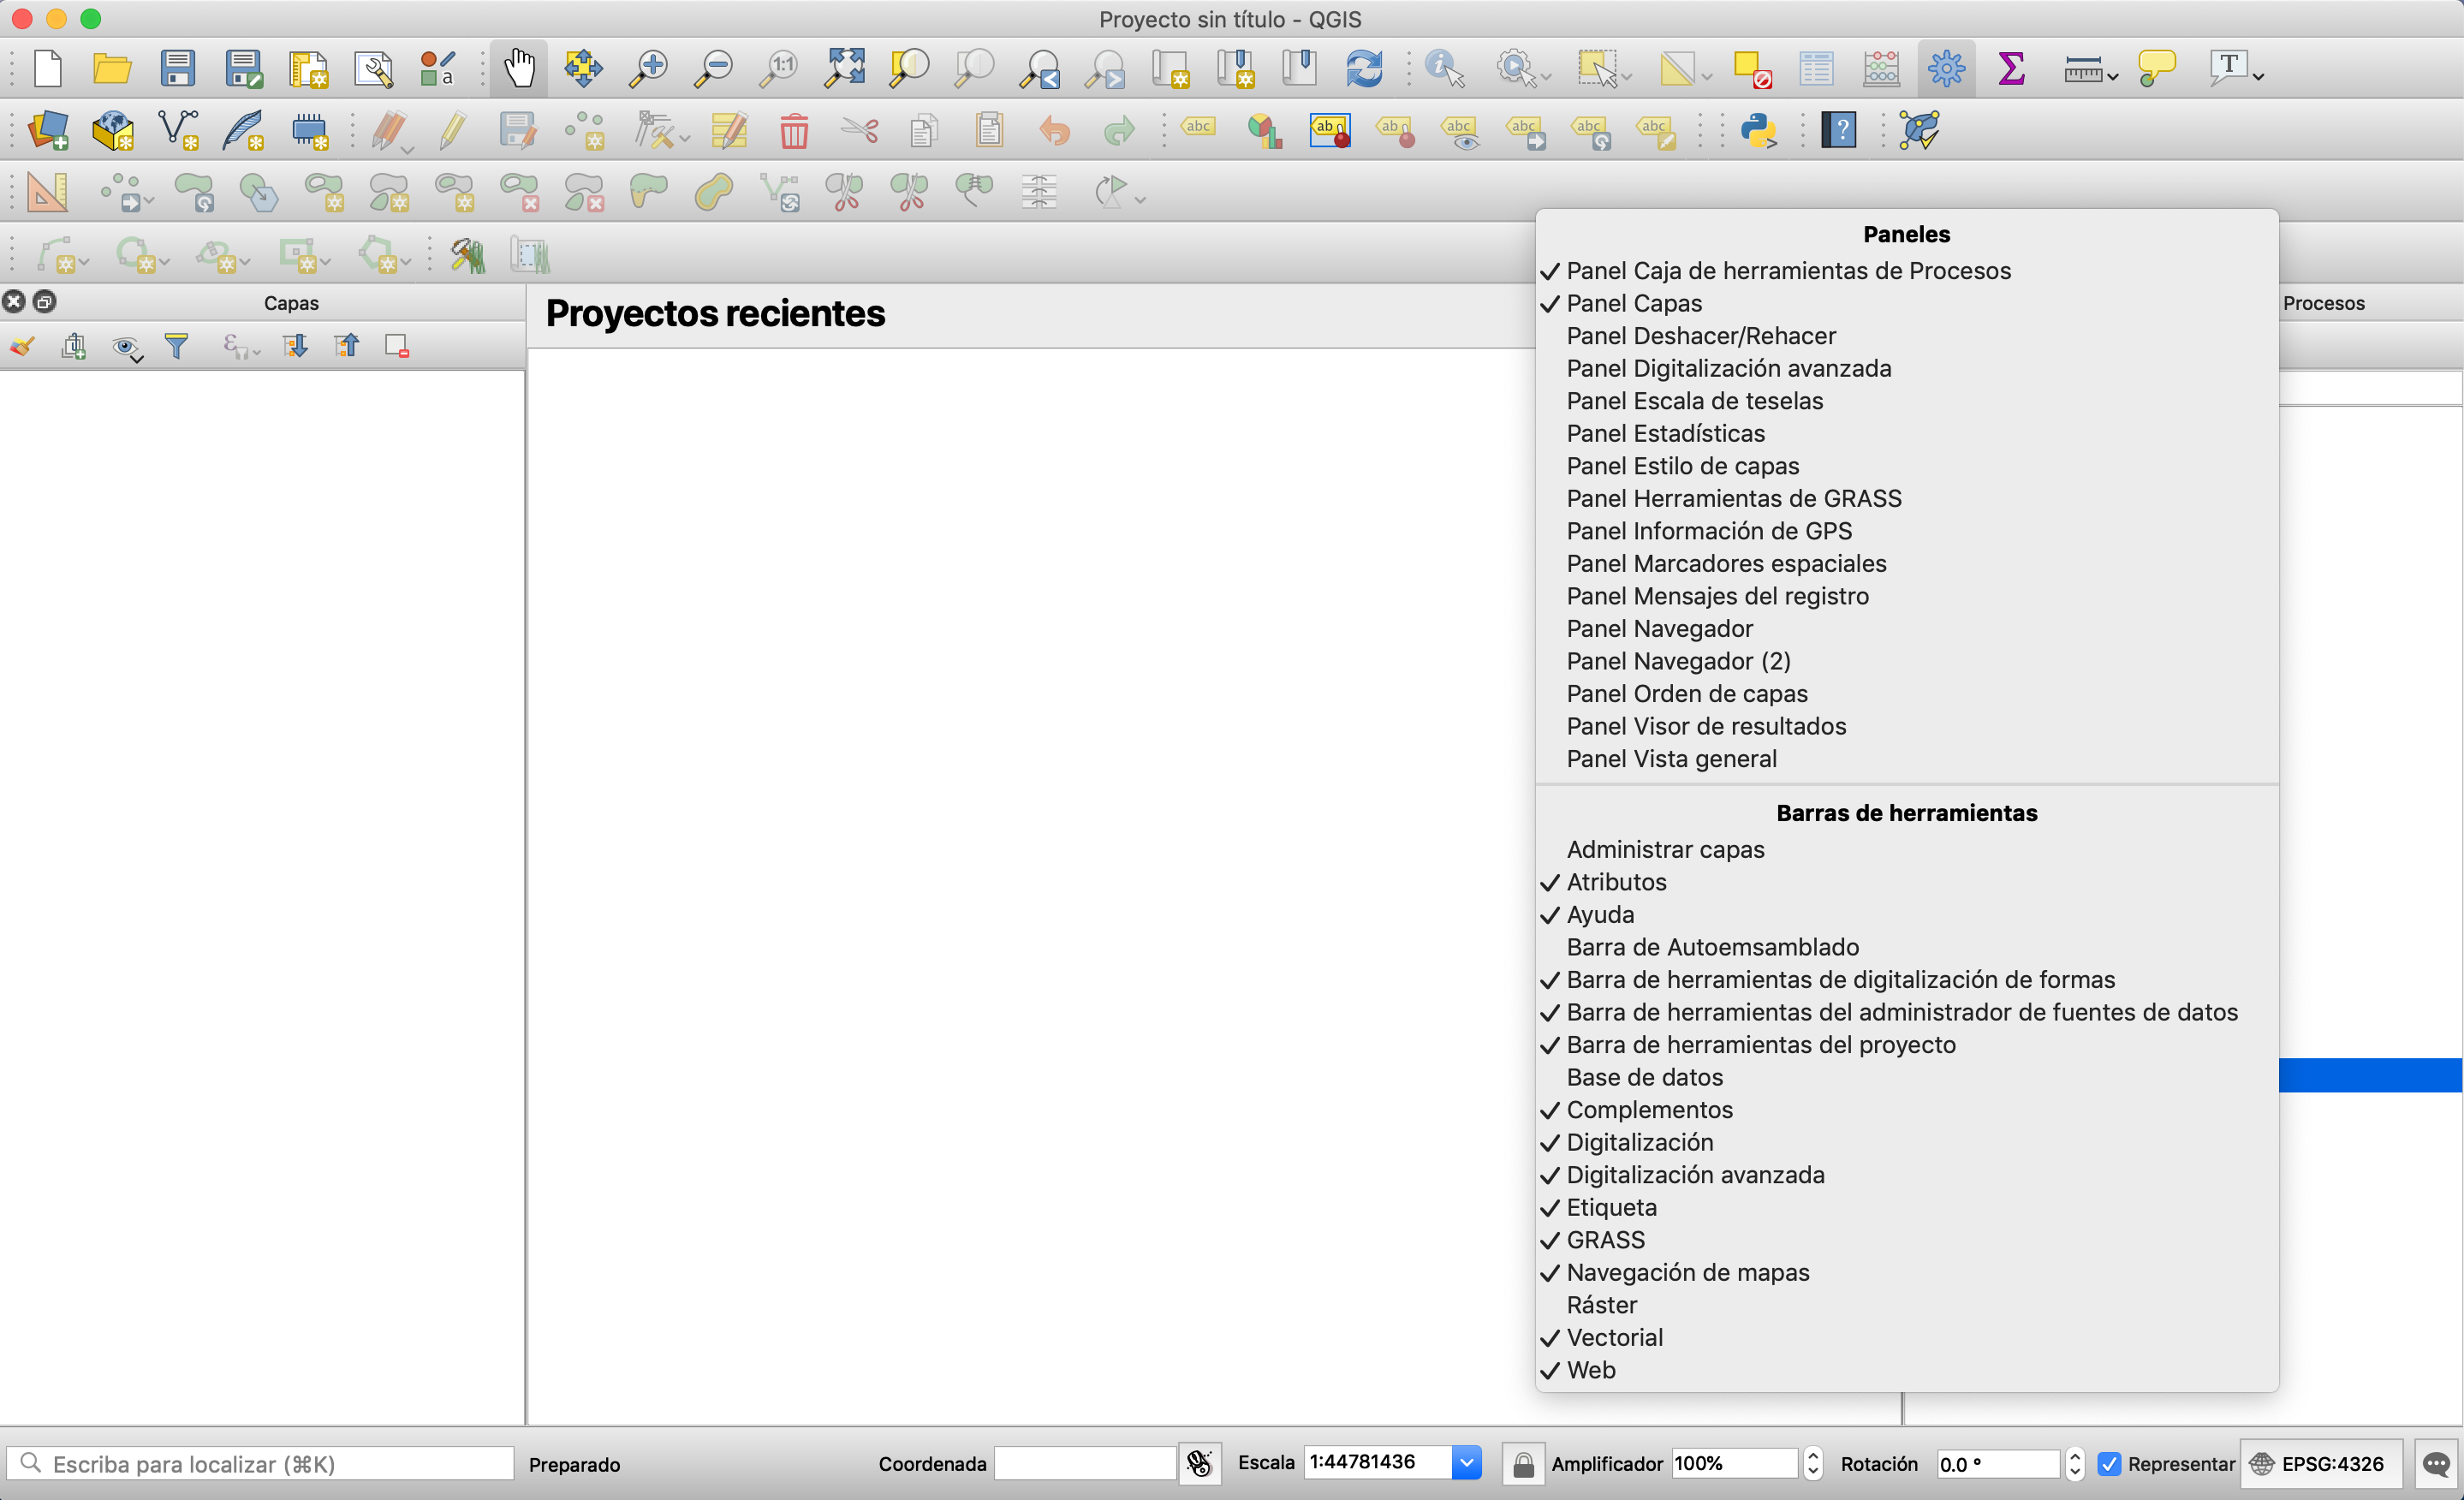 Proyecto sin título - QGIS
Capas
Proyectos recientes
Procesos
Paneles
Panel Caja de herramientas de Procesos
Panel Capas
Panel Deshacer/Rehacer
Panel Digitalización avanzada
Panel Escala de teselas
Panel Estadísticas
Panel Estilo de capas
Panel Herramientas de GRASS
Panel Información de GPS
Panel Marcadores espaciales
Panel Mensajes del registro
Panel Navegador
Panel Navegador (2)
Panel Orden de capas
Panel Visor de resultados
Panel Vista general
Barras de herramientas
Administrar capas
Atributos
Ayuda
Barra de Autoemsamblado
Barra de herramientas de digitalización de formas
Barra de herramientas del administrador de fuentes de datos
Barra de herramientas del proyecto
Base de datos
Complementos
Digitalización
Digitalización avanzada
Etiqueta
GRASS
Navegación de mapas
Ráster
Vectorial
Web
Escriba para localizar (⌘K) Preparado Coordenada Escala 1:44781436 Amplificador 100% Rotación 0.0 ° Representar EPSG:4326